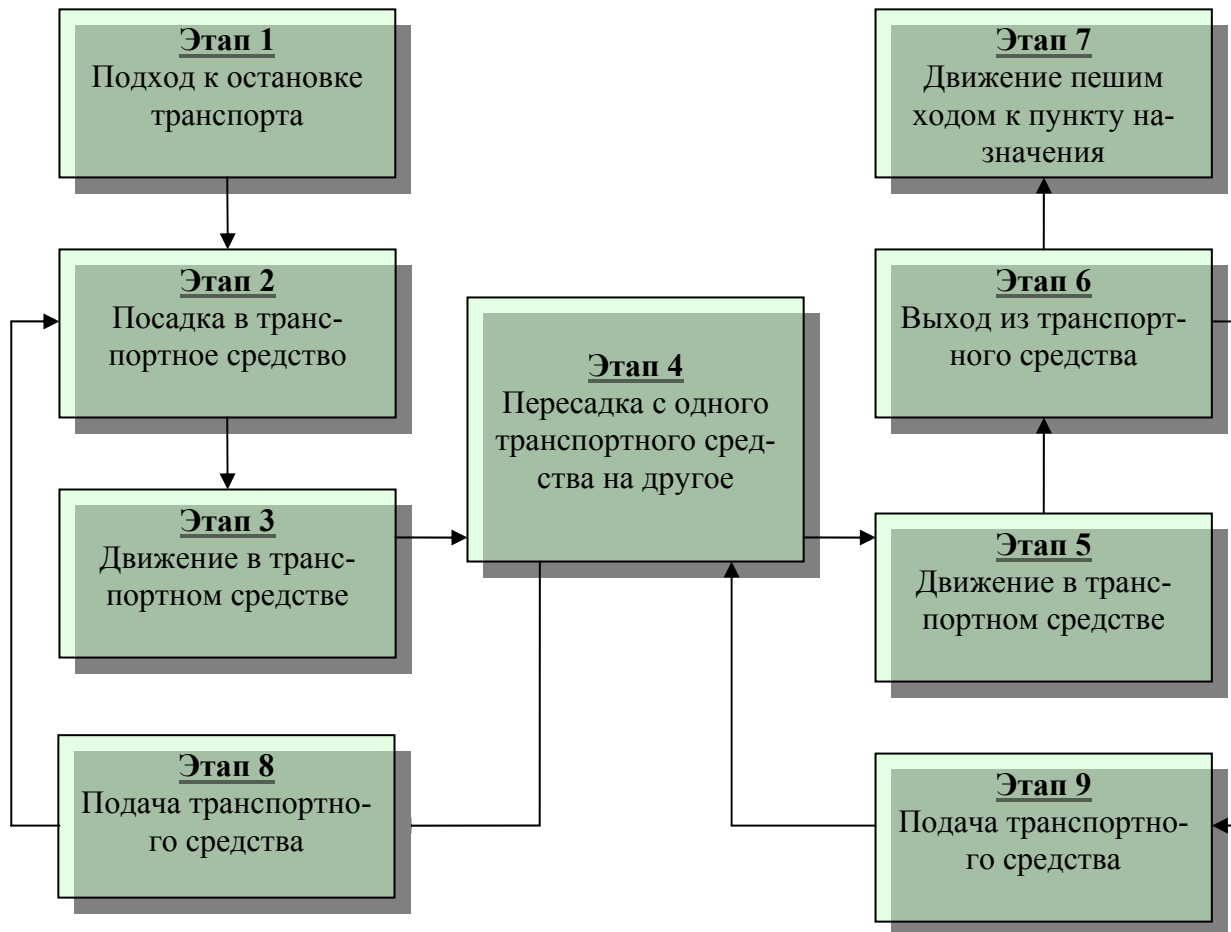 Этап 1
Подход к остановке
транспорта
Этап 2
Посадка в транс-
портное средство
Этап 3
Движение в транс-
портном средстве
Этап 8
Подача транспортно-
го средства
Этап 4
Пересадка с одного
транспортного сред-
ства на другое
Этап 7
Движение пешим
ходом к пункту на-
значения
Этап 6
Выход из транспорт-
ного средства
Этап 5
Движение в транс-
портном средстве
Этап 9
Подача транспортно-
го средства